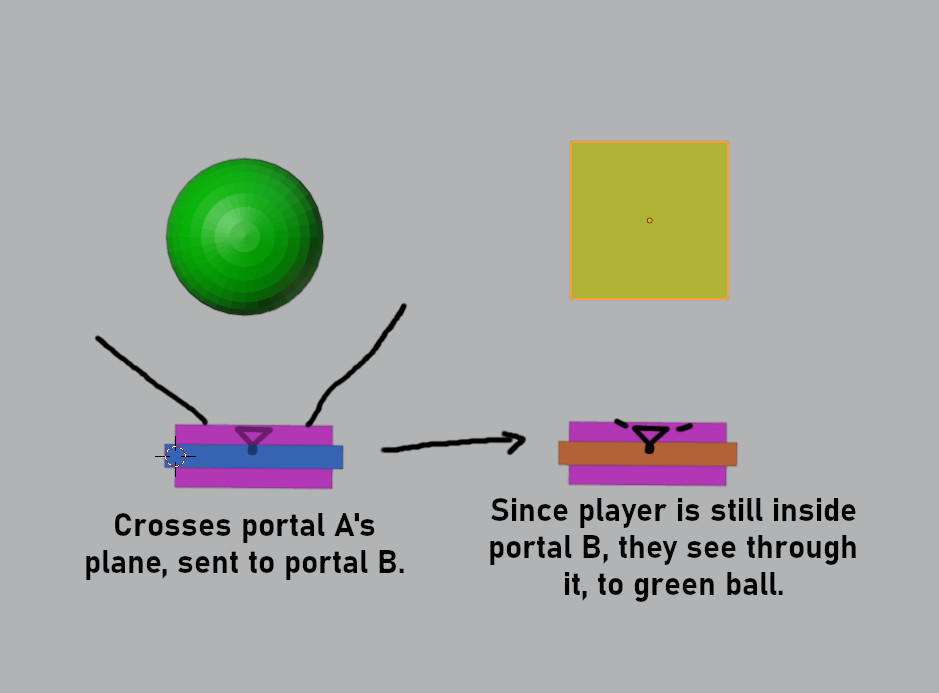 Crosses portal A's
plane, sent to portal B.
Since player is still inside
portal B, they see through
it, to green ball.